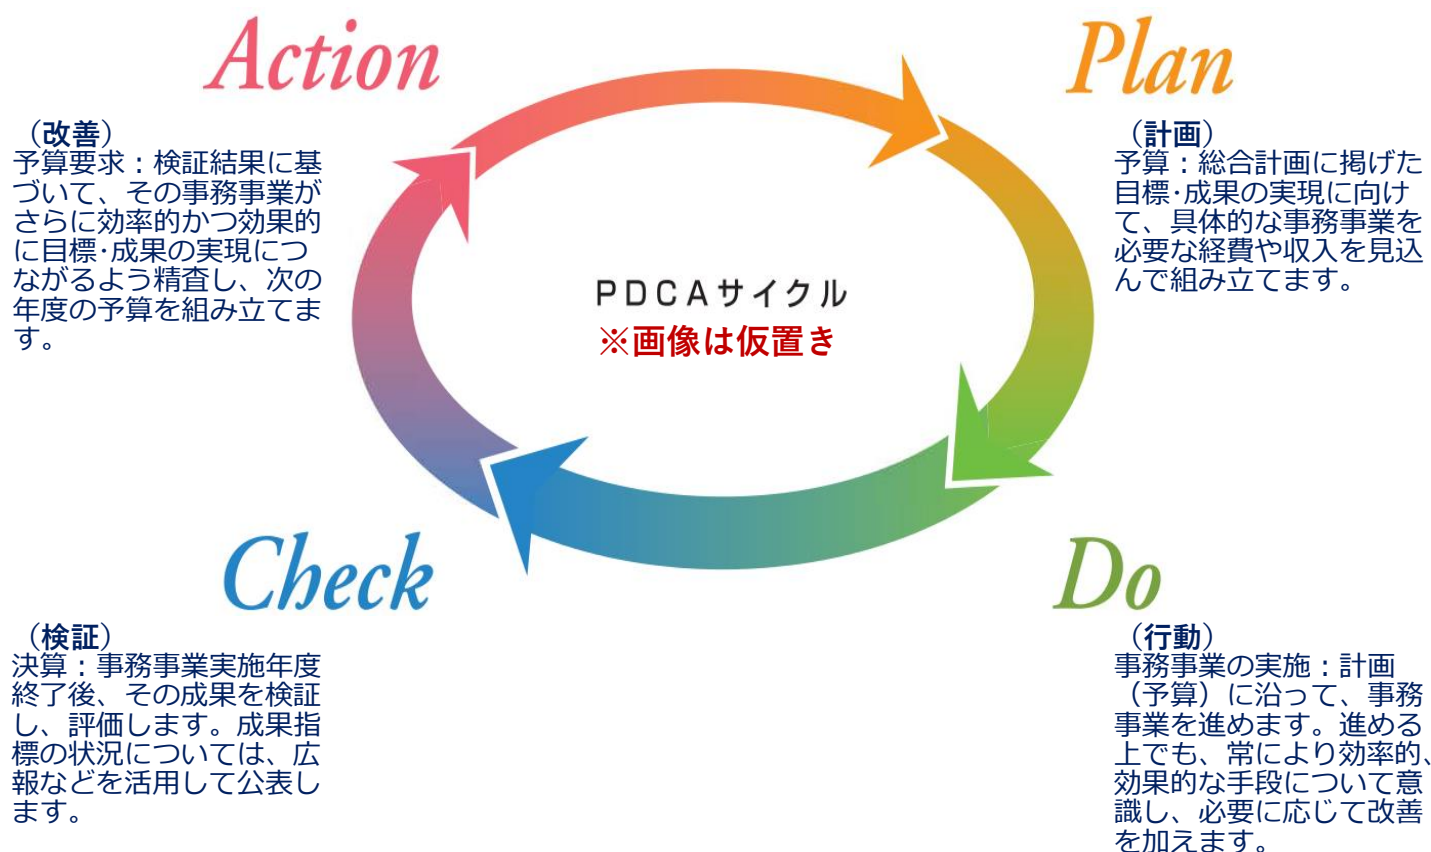 Action
（改善）
予算要求：検証結果に基
づいて、その事務事業が
さらに効率的かつ効果的
に目標･成果の実現につ
ながるよう精査し、次の
年度の予算を組み立てま
す。
Plan
（計画）
予算：総合計画に掲げた
目標･成果の実現に向け
て、具体的な事務事業を
必要な経費や収入を見込
んで組み立てます。
PDCAサイクル
※画像は仮置き
Check
（検証）
決算：事務事業実施年度
終了後、その成果を検証
し、評価します。成果指
標の状況については、広
報などを活用して公表し
ます。
Do
（行動）
事務事業の実施：計画
（予算）に沿って、事務
事業を進めます。進める
上でも、常により効率的、
効果的な手段について意
識し、必要に応じて改善
を加えます。